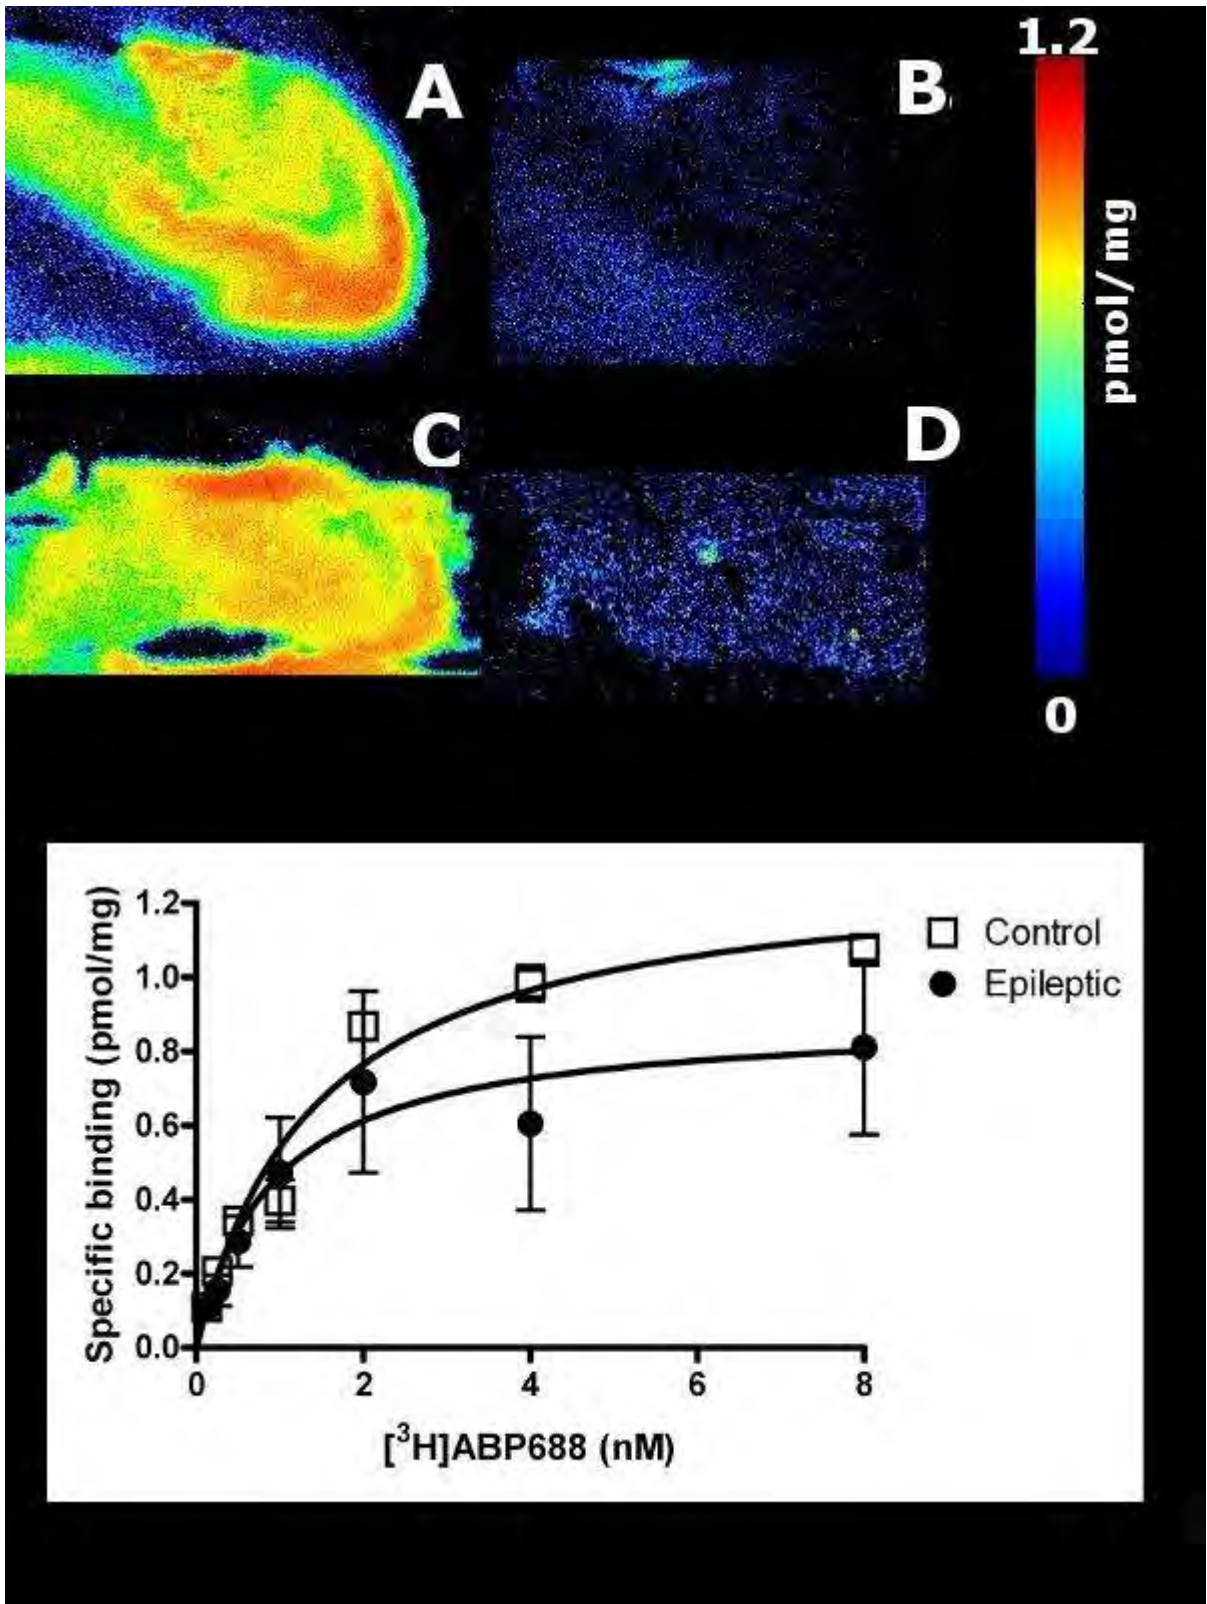 A
B
1.2
pmol/mg
C
D
0
1.2
1.0
0.8
0.6
0.4
0.2
0.0
Specific binding (pmol/mg)
0 2 4 6 8
[³H]ABP688 (nM)
Control
Epileptic